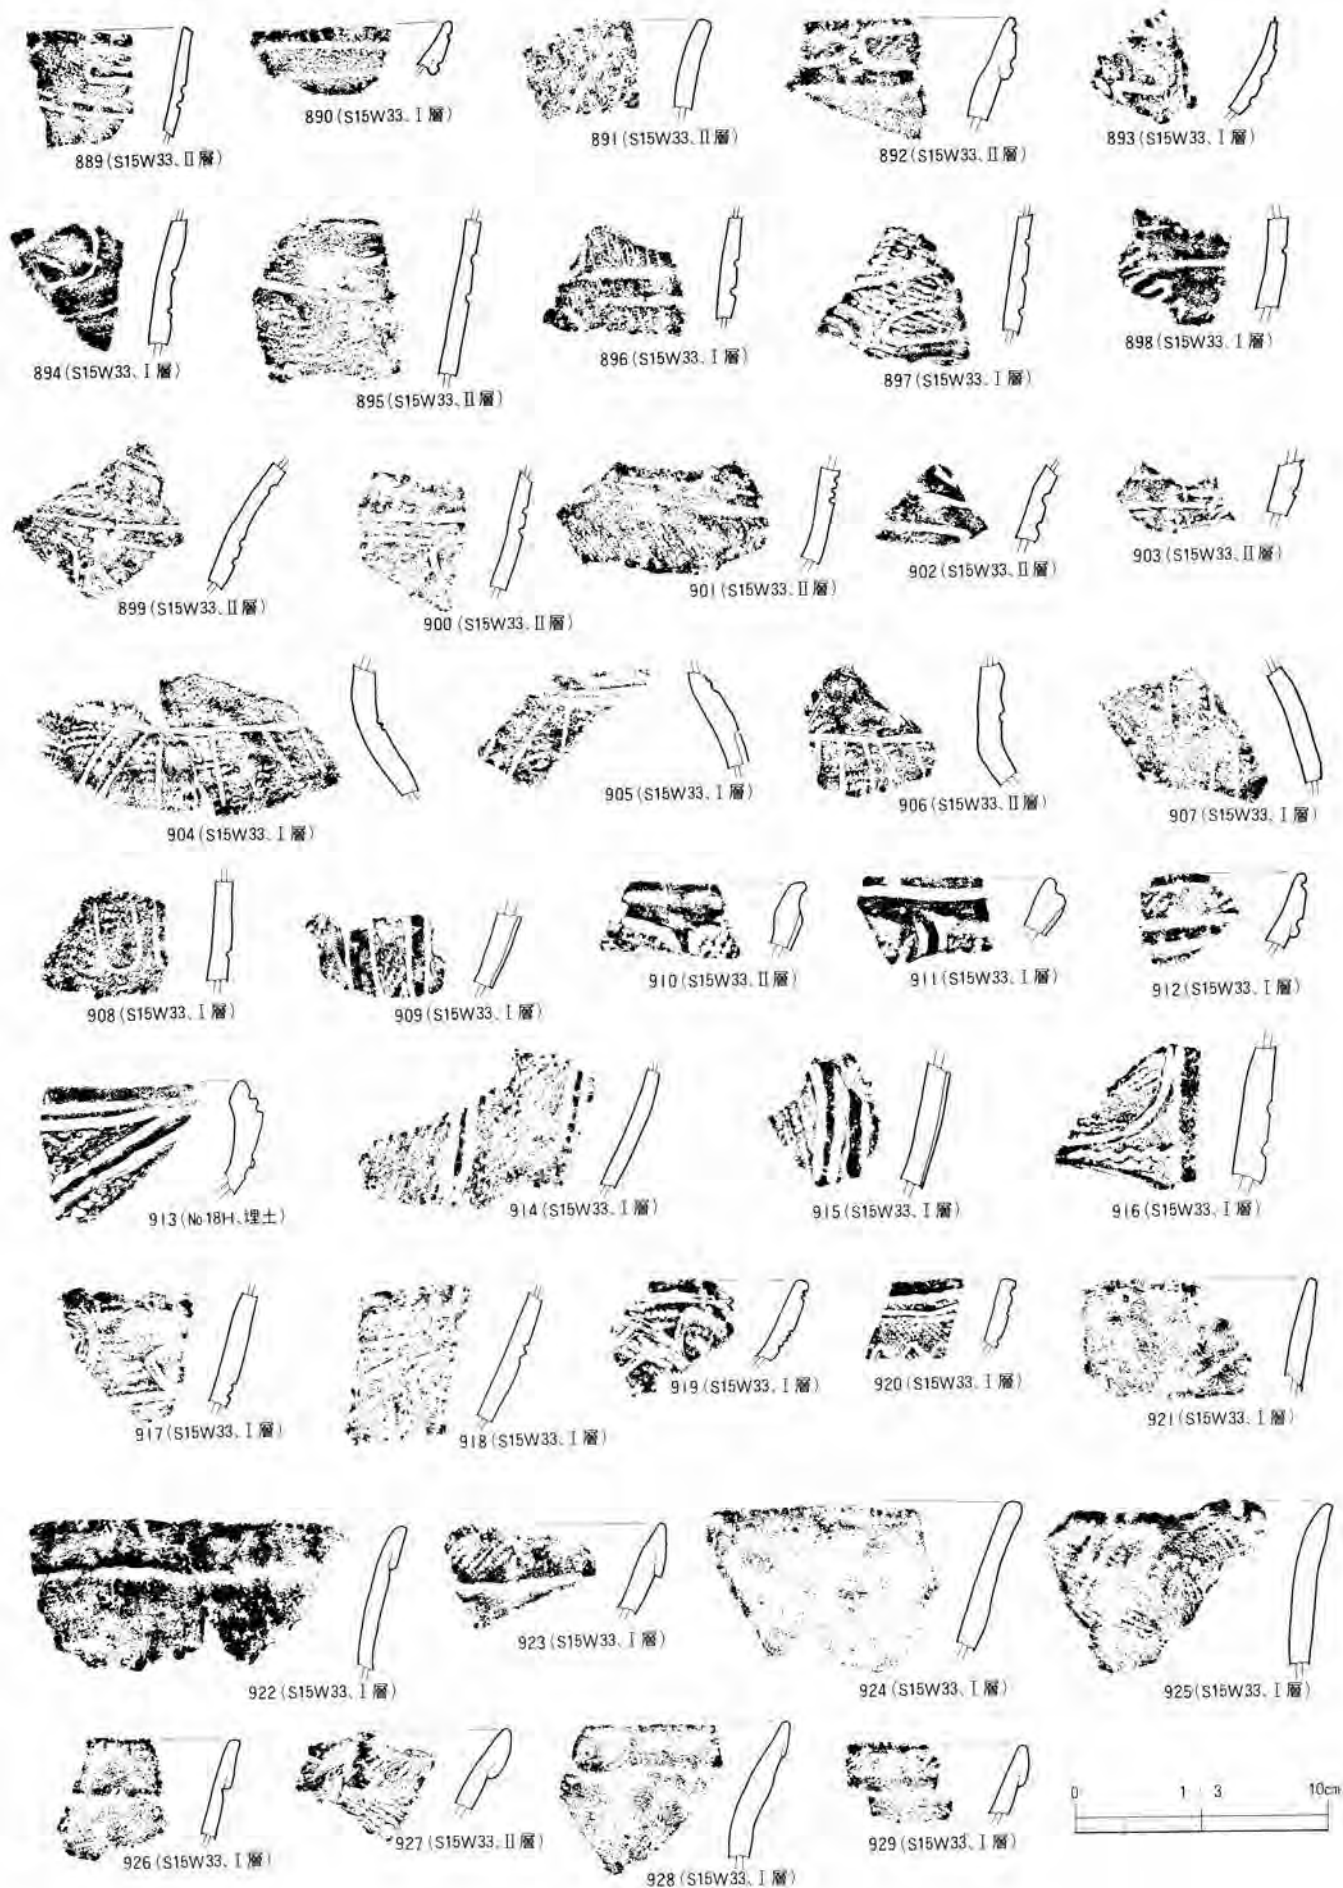 889(S15W33、II層)
890(S15W33、I層)
891(S15W33、II層)
892(S15W33、II層)
893(S15W33、I層)
894(S15W33、I層)
895(S15W33、II層)
896(S15W33、I層)
897(S15W33、I層)
898(S15W33、I層)
899(S15W33、II層)
900(S15W33、II層)
901(S15W33、II層)
902(S15W33、II層)
903(S15W33、II層)
904(S15W33、I層)
905(S15W33、I層)
906(S15W33、II層)
907(S15W33、I層)
908(S15W33、I層)
909(S15W33、I層)
910(S15W33、II層)
911(S15W33、I層)
912(S15W33、I層)
913(No18H、埋土)
914(S15W33、I層)
915(S15W33、I層)
916(S15W33、I層)
917(S15W33、I層)
918(S15W33、I層)
919(S15W33、I層)
920(S15W33、I層)
921(S15W33、I層)
922(S15W33、I層)
923(S15W33、I層)
924(S15W33、I層)
925(S15W33、I層)
926(S15W33、I層)
927(S15W33、II層)
928(S15W33、I層)
929(S15W33、I層)
0 1 3 10cm